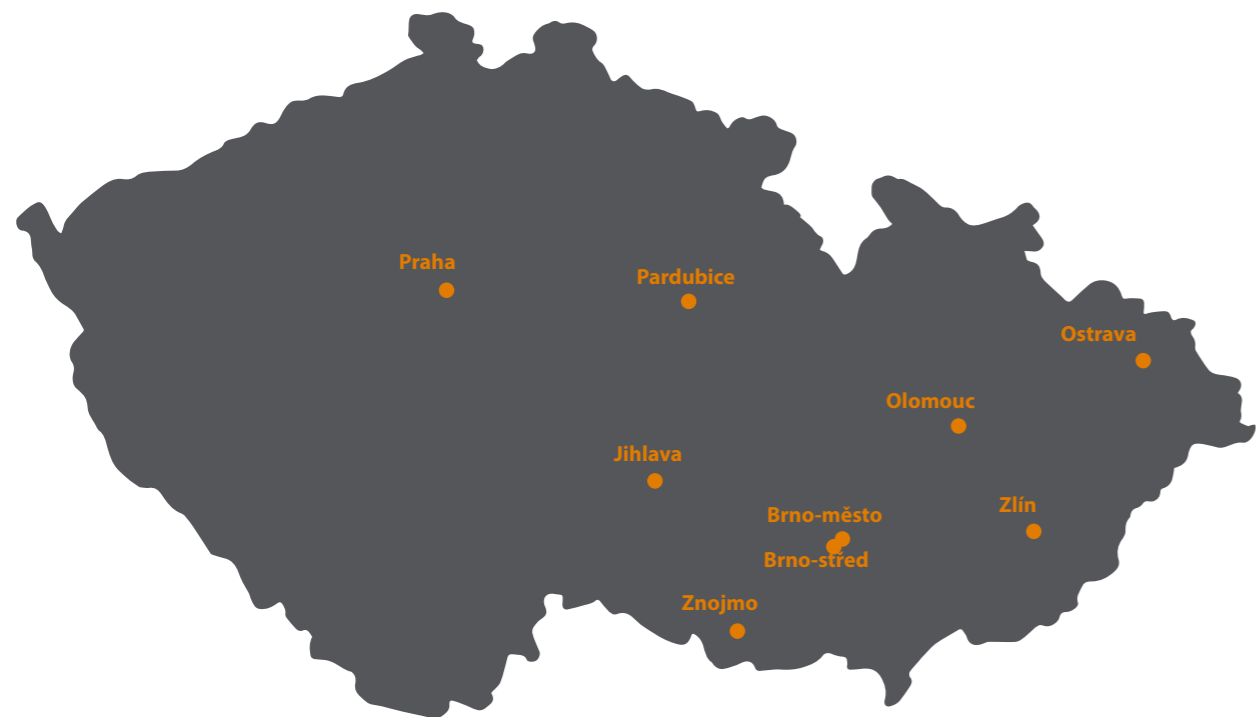 Praha
Pardubice
Ostrava
Olomouc
Jihlava
Zlín
Brno-město
Brno-střed
Znojmo